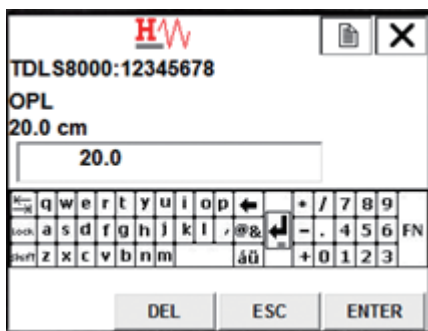 H
TDLS8000:12345678
OPL
20.0 cm
20.0
q w e r t y u i o p * / 7 8 9
Lock a s d f g h j k l , @& - . 4 5 6 FN
Shift z x c v b n m áü + 0 1 2 3
DEL ESC ENTER